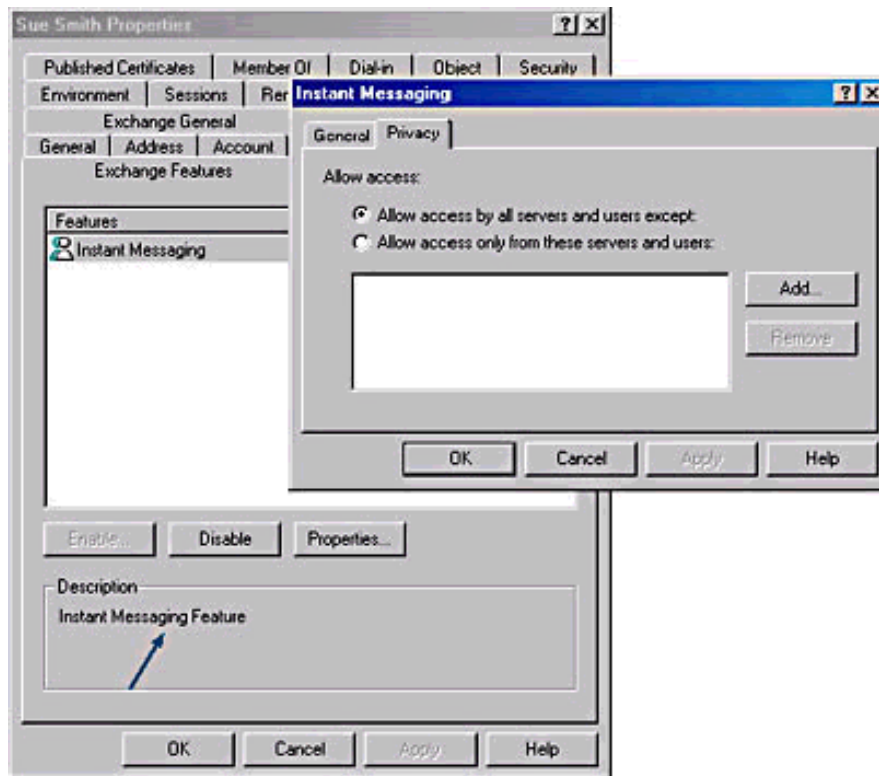 Sue Smith Properties
Published Certificates Member Of Dial-in Object Security
Environment Sessions Rer
Exchange General
General Address Account
Exchange Features
Features
Instant Messaging
Enable... Disable Properties...
Description
Instant Messaging Feature
OK Cancel Apply Help
Instant Messaging
General Privacy
Allow access:
Allow access by all servers and users except:
Allow access only from these servers and users:
Add...
Remove
OK Cancel Apply Help